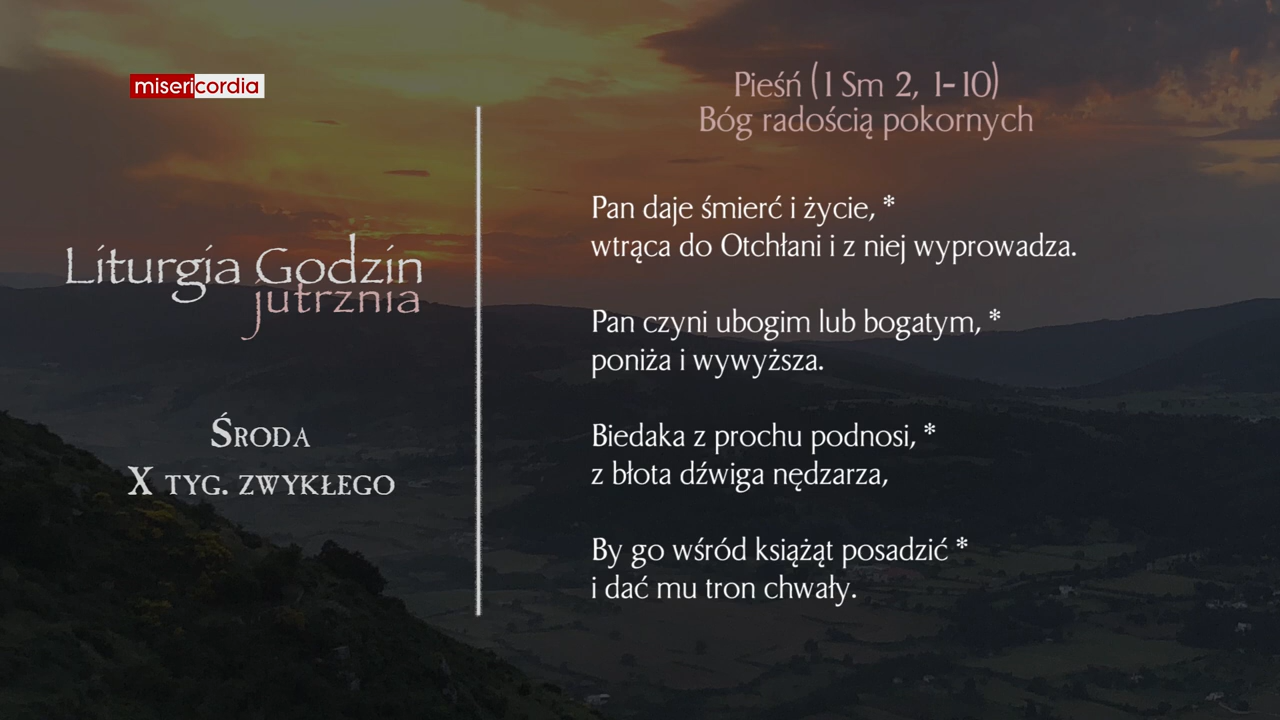 misericordia
Liturgia Godzin
jutrznia
Środa
X tyg. zwykłego
Pieśń (1 Sm 2, 1-10)
Bóg radością pokornych
Pan daje śmierć i życie, *
wtrąca do Otchłani i z niej wyprowadza.
Pan czyni ubogim lub bogatym, *
poniża i wywyższa.
Biedaka z prochu podnosi, *
z błota dźwiga nędzarza,
By go wśród książąt posadzić *
i dać mu tron chwały.